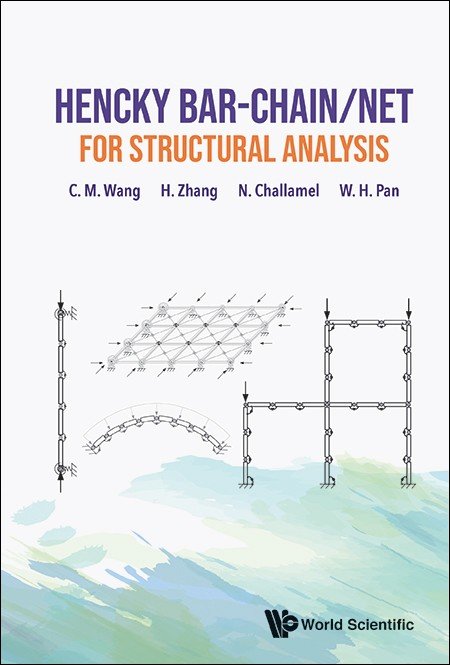 HENCKY BAR-CHAIN/NET
FOR STRUCTURAL ANALYSIS
C. M. Wang H. Zhang N. Challamel W. H. Pan
World Scientific